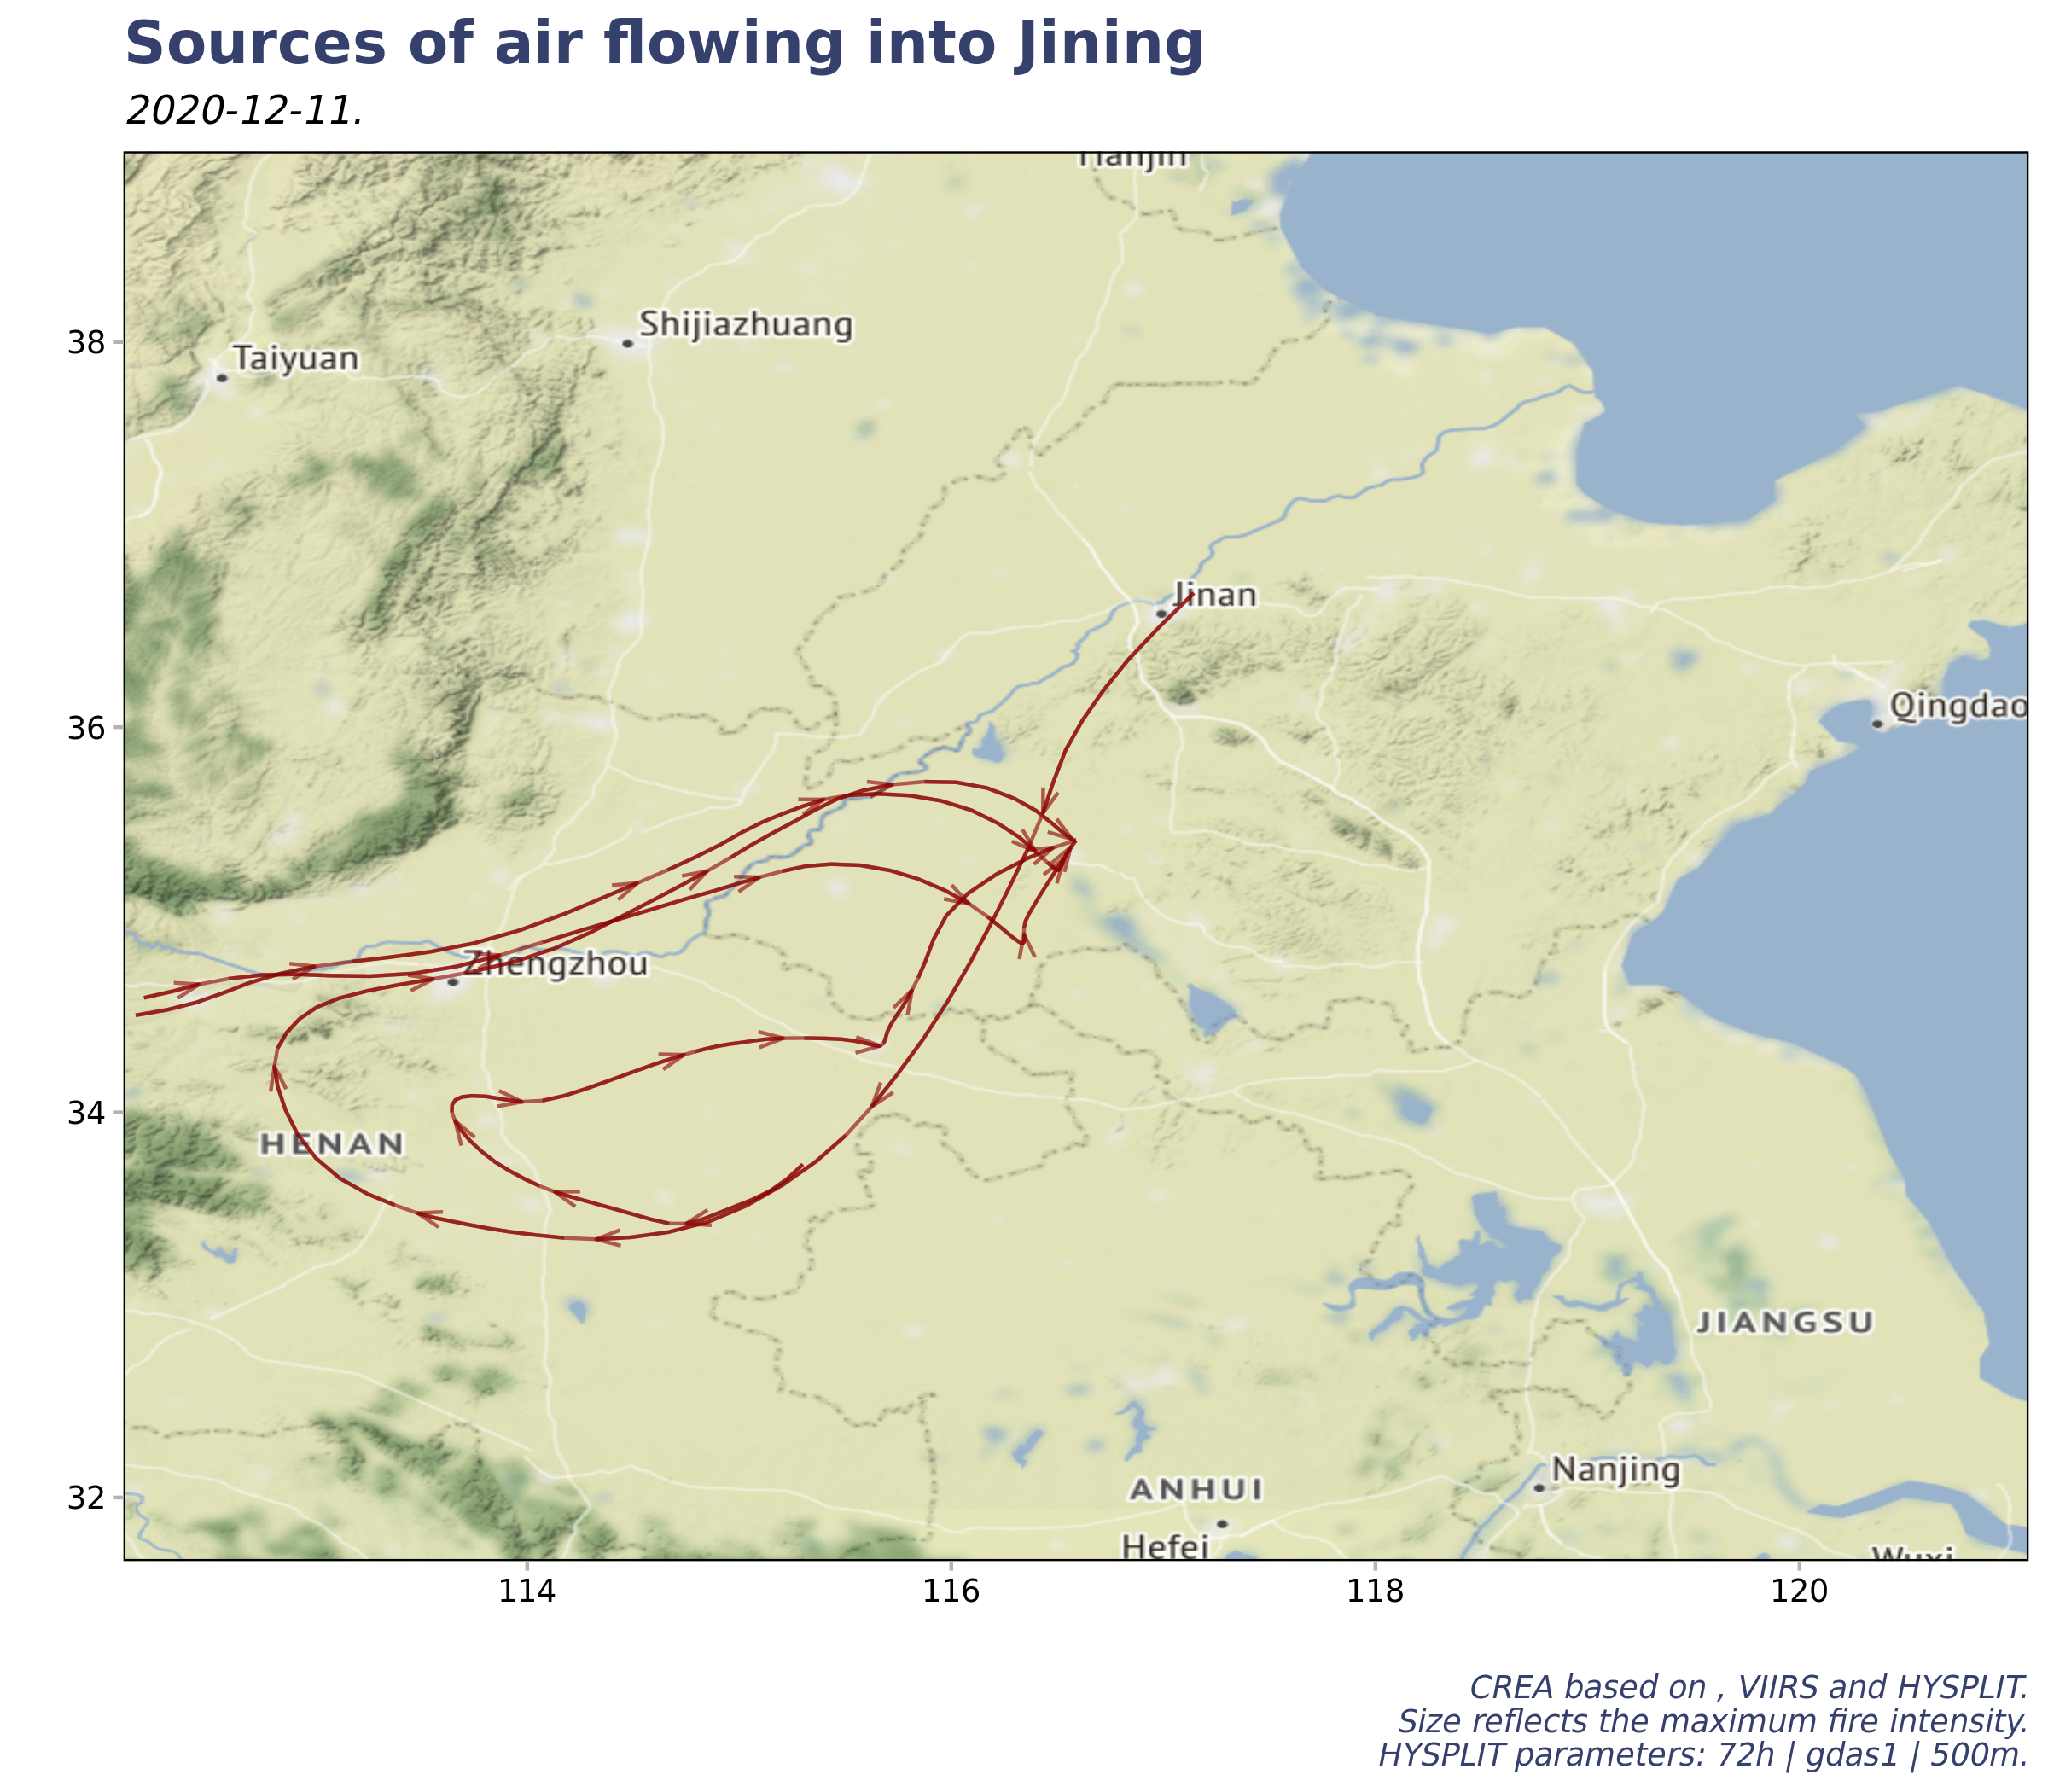 Sources of air flowing into Jining
2020-12-11.
Tianjin
38
Shijiazhuang
Taiyuan
Jinan
36
Qingdao
Zhengzhou
34
HENAN
JIANGSU
32
Nanjing
ANHUI
Hefei
Wuxi
114 116 118 120
CREA based on , VIIRS and HYSPLIT.
Size reflects the maximum fire intensity.
HYSPLIT parameters: 72h | gdas1 | 500m.